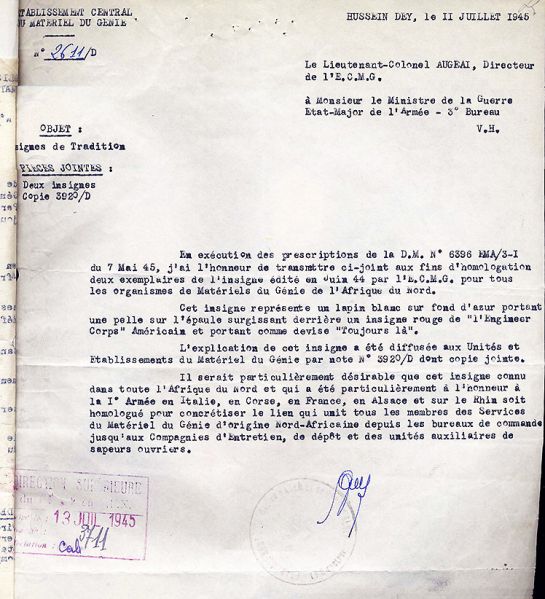 ETABLISSEMENT CENTRAL
DU MATERIEL DU GENIE
N° 2611/D
HUSSEIN DEY, le II JUILLET 1945
Le Lieutenant-Colonel AUGEAI, Directeur
de l'E.C.M.G.
à Monsieur le Ministre de la Guerre
Etat-Major de l'Armée - 3° Bureau
V.H.
OBJET :
signes de Tradition
PIECES JOINTES :
Deux insignes
Copie 3920/D
En exécution des prescriptions de la D.M. N° 6396 EMA/3-I
du 7 Mai 45, j'ai l'honneur de transmttre ci-joint aux fins d'homologation
deux exemplaires de l'insigne édité en Juin 44 par l'E.C.M.G. pour tous
les organismes de Matériels du Génie de l'Afrique du Nord.
Cet insigne représente un lapin blanc sur fond d'azur portant
une pelle sur l'épaule surgissant derrière un insigne rouge de "l'Engineer
Corps" Américain et portant comme devise "Toujours là".
L'explication de cet insigne a été diffusée aux Unités et
Etablissements du Matériel du Génie par note N° 3920/D dont copie jointe.
Il serait particulièrement désirable que cet insigne connu
dans toute l'Afrique du Nord et qui a été particulièrement à l'honneur à
la I° Armée en Italie, en Corse, en France, en Alsace et sur le Rhin soit
homologué pour concrétiser le lien qui unit tous les membres des Services
du Matériel du Génie d'origine Nord-Africaine depuis les bureaux de commande
jusqu'aux Compagnies d'Entretien, de dépôt et des unités auxiliaires de
sapeurs ouvriers.
DIRECTION SUPERIEURE
13 JUIL 1945
3711